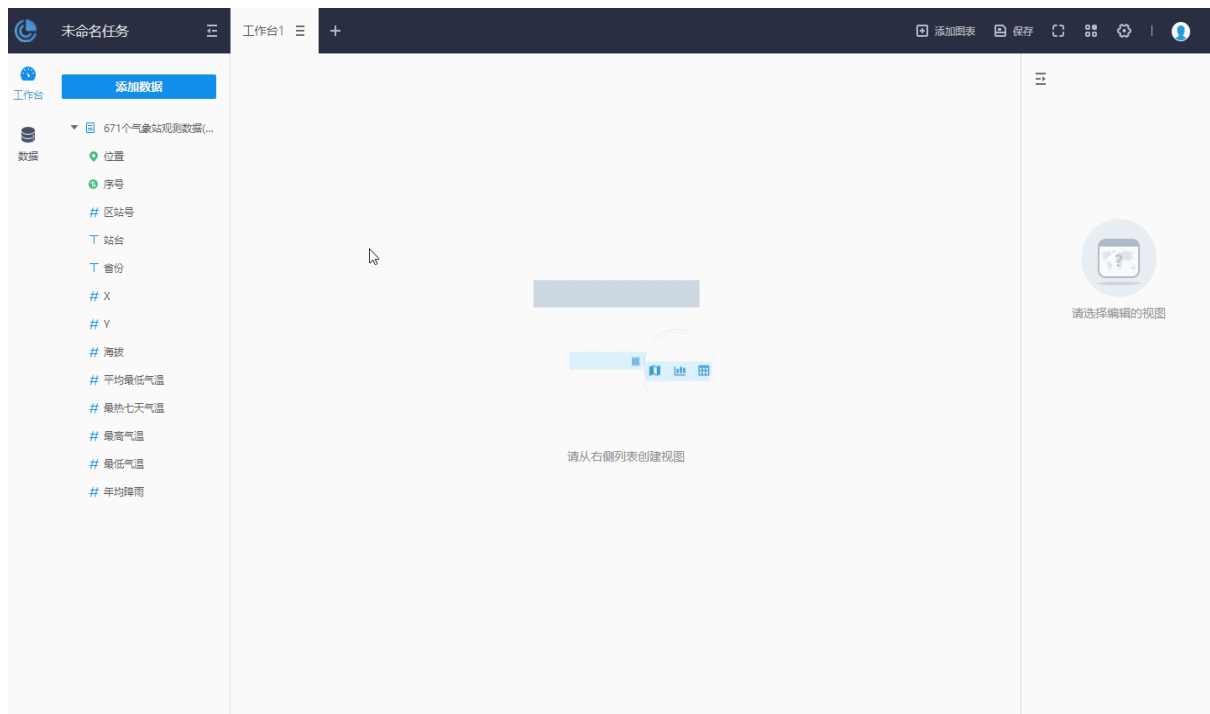 未命名任务
工作台1
添加图表
保存
工作台
数据
添加数据
671个气象站观测数据(...
位置
序号
区站号
站台
省份
X
Y
海拔
平均最低气温
最热七天气温
最高气温
最低气温
年均降雨
请从右侧列表创建视图
请选择编辑的视图